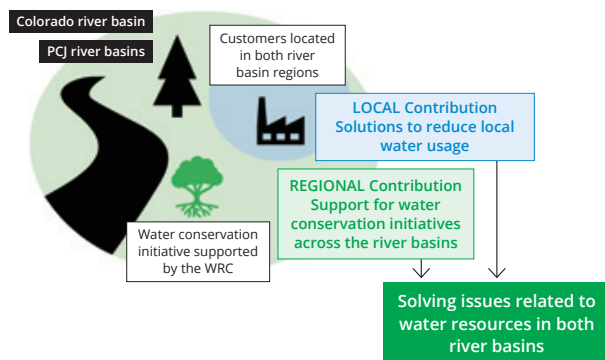 Colorado river basin
PCJ river basins
Customers located
in both river
basin regions
LOCAL Contribution
Solutions to reduce local
water usage
REGIONAL Contribution
Support for water
conservation initiatives
across the river basins
Water conservation
initiative supported
by the WRC
Solving issues related to
water resources in both
river basins